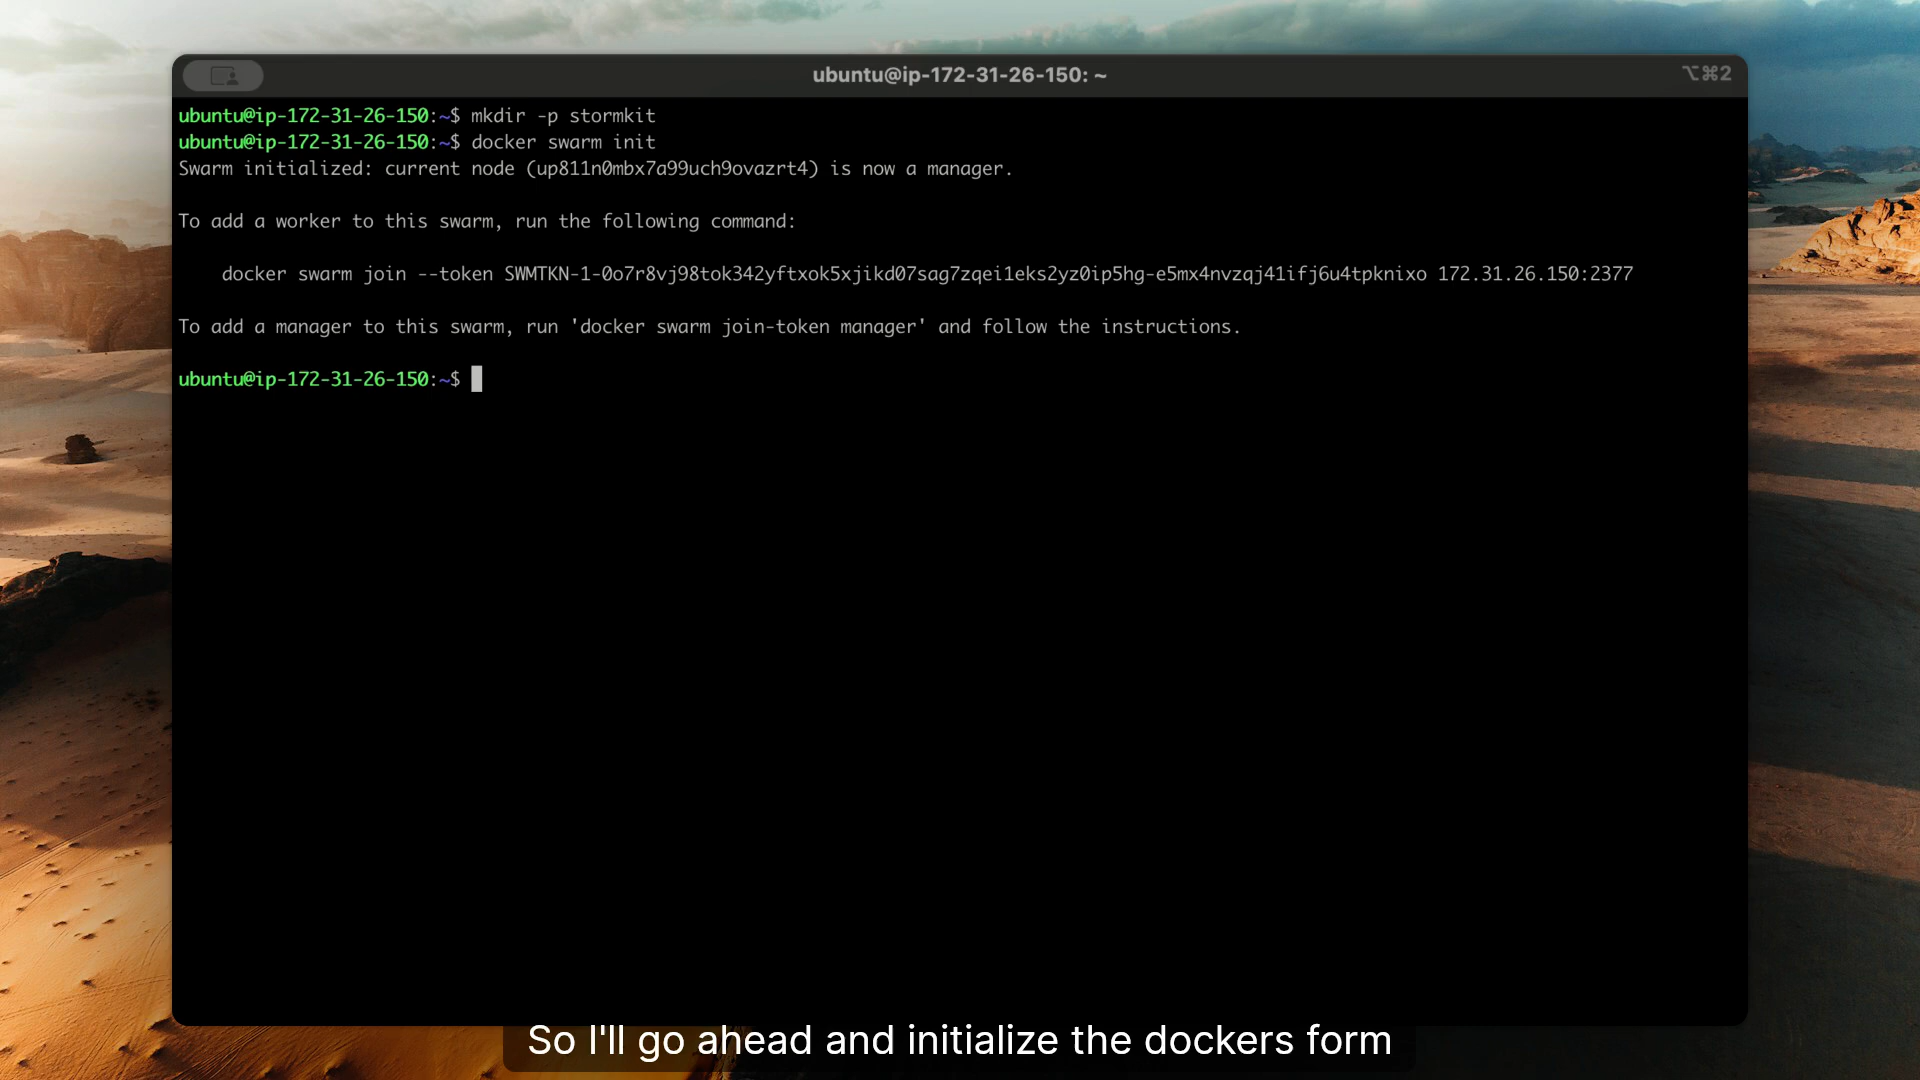 ubuntu@ip-172-31-26-150: ~
⌥⌘2
ubuntu@ip-172-31-26-150:~$ mkdir -p stormkit
ubuntu@ip-172-31-26-150:~$ docker swarm init
Swarm initialized: current node (up811n0mbx7a99uch9ovazrt4) is now a manager.
To add a worker to this swarm, run the following command:
docker swarm join --token SWMTKN-1-0o7r8vj98tok342yftxok5xjikd07sag7zqei1eks2yz0ip5hg-e5mx4nvzqj41ifj6u4tpknixo 172.31.26.150:2377
To add a manager to this swarm, run 'docker swarm join-token manager' and follow the instructions.
ubuntu@ip-172-31-26-150:~$
So I'll go ahead and initialize the dockers form